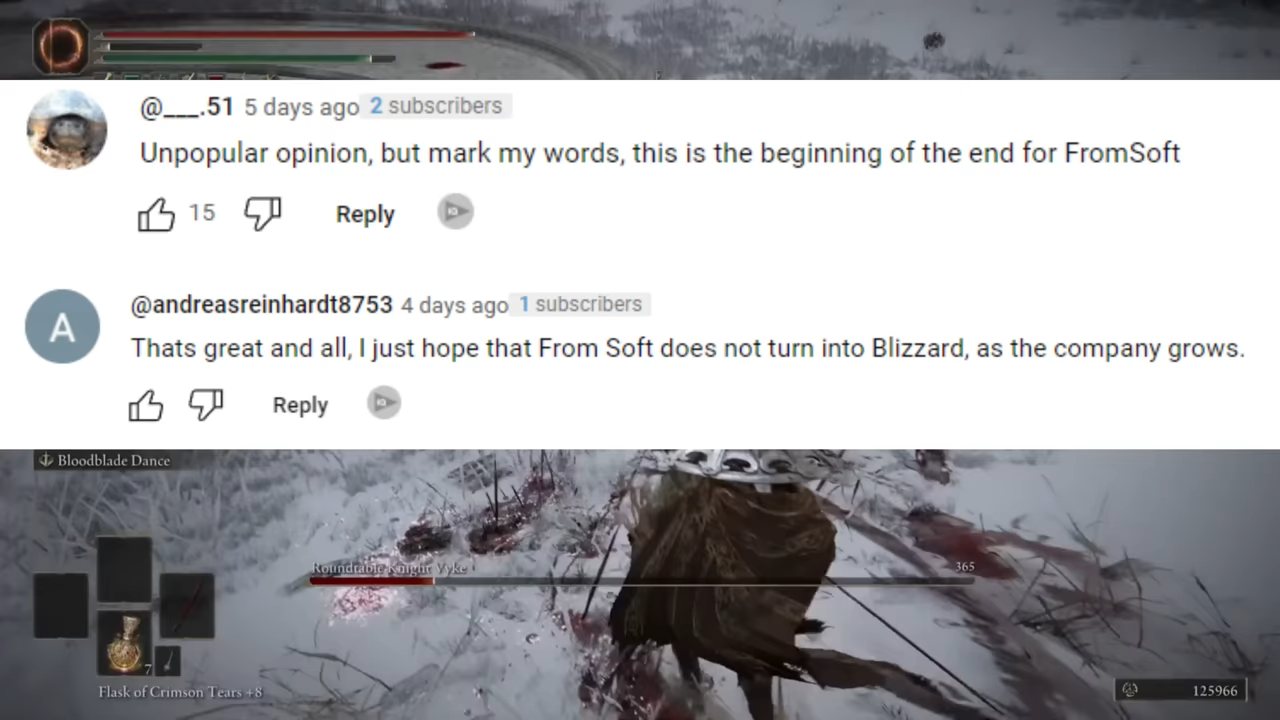 @___.51 5 days ago 2 subscribers
Unpopular opinion, but mark my words, this is the beginning of the end for FromSoft
15 Reply
@andreasreinhardt8753 4 days ago 1 subscribers
A
Thats great and all, I just hope that From Soft does not turn into Blizzard, as the company grows.
Reply
Bloodblade Dance
Roundtable Knight Vyke 365
7
Flask of Crimson Tears +8
125966